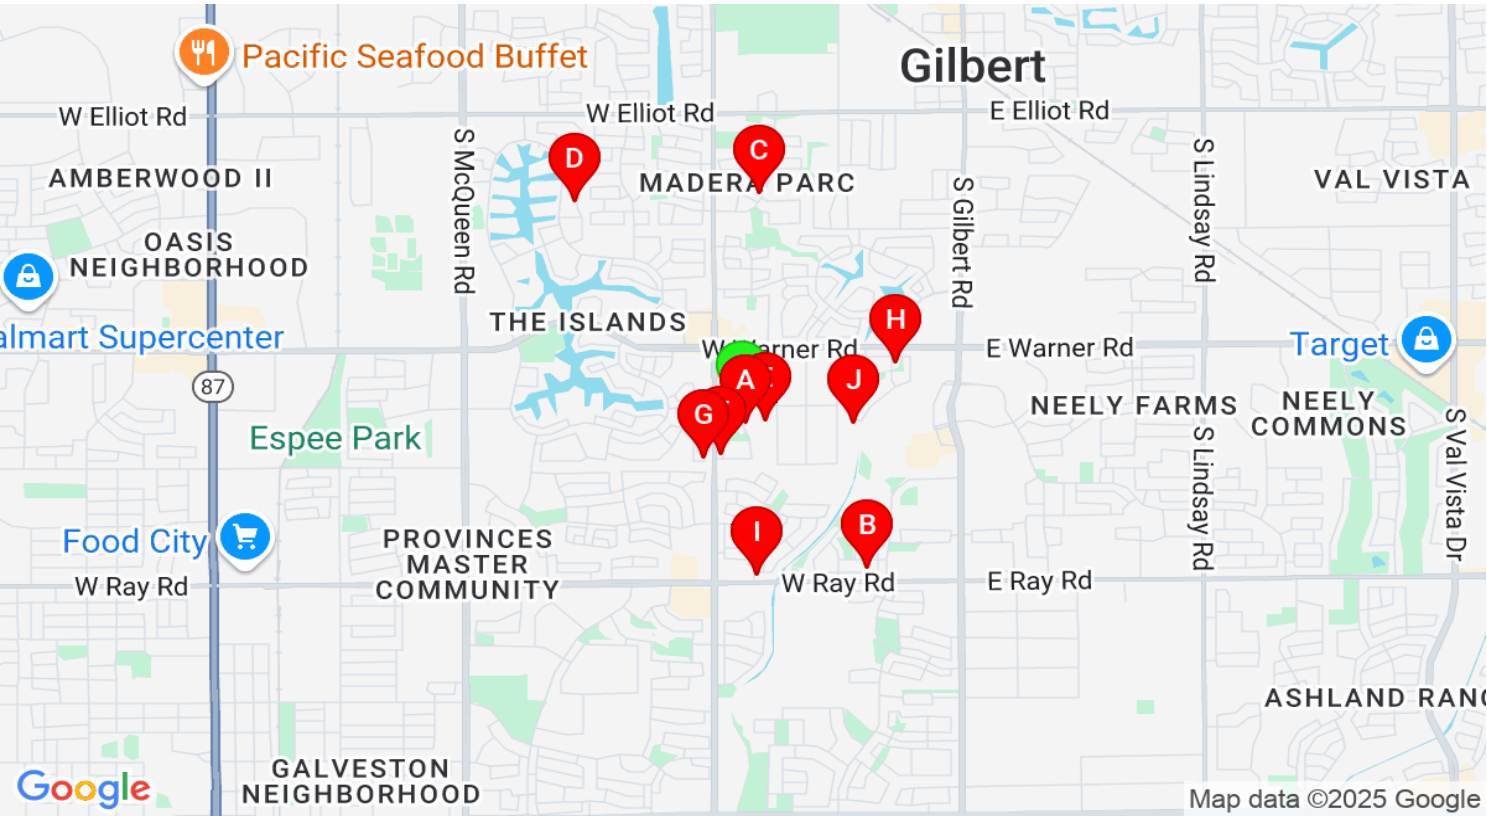 Gilbert
Pacific Seafood Buffet
W Elliot Rd
W Elliot Rd
E Elliot Rd
S McQueen Rd
D
C
S Lindsay Rd
AMBERWOOD II
MADERA PARC
VAL VISTA
S Gilbert Rd
OASIS
NEIGHBORHOOD
THE ISLANDS
H
almart Supercenter
W Warner Rd
E Warner Rd
Target
87
A
J
G
NEELY FARMS
NEELY
COMMONS
Espee Park
S Lindsay Rd
S Val Vista Dr
Food City
PROVINCES
MASTER
COMMUNITY
I
B
W Ray Rd
W Ray Rd
E Ray Rd
ASHLAND RANC
GALVESTON
NEIGHBORHOOD
Google
Map data ©2025 Google